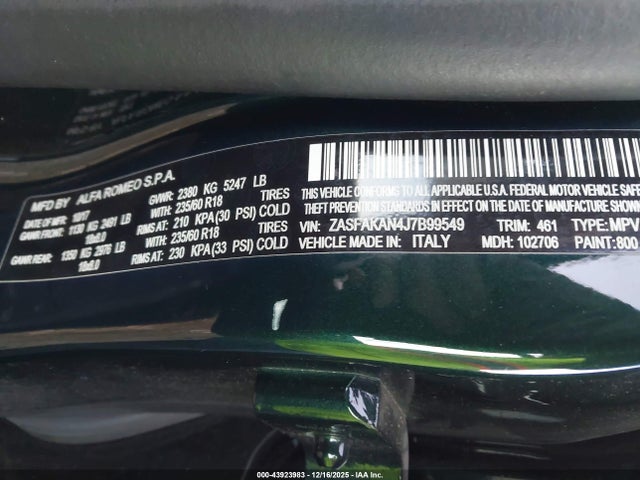 MFD BY ALFA ROMEO S.P.A.
DATE OF MFD: 10/17 GVWR: 2380 KG 5247 LB
GAWR FRONT: 1130 KG 2491 LB WITH: 235/60 R18 TIRES
RIMS AT: 210 KPA(30 PSI) COLD
GAWR REAR: 1350 KG 2976 LB WITH: 235/60 R18 TIRES
RIMS AT: 230 KPA (33 PSI) COLD
THIS VEHICLE CONFORMS TO ALL APPLICABLE U.S.A. FEDERAL MOTOR VEHICLE SAFE
IN EFFECT ON THE DATE OF MANUFACTURE SHOWN
VIN: ZASFAKAN4J7B99549 TRIM: 461 TYPE: MPV
VEHICLE MADE IN: ITALY MDH: 102706 PAINT: 800
000-43923983 - 12/16/2025 - IAA Inc.